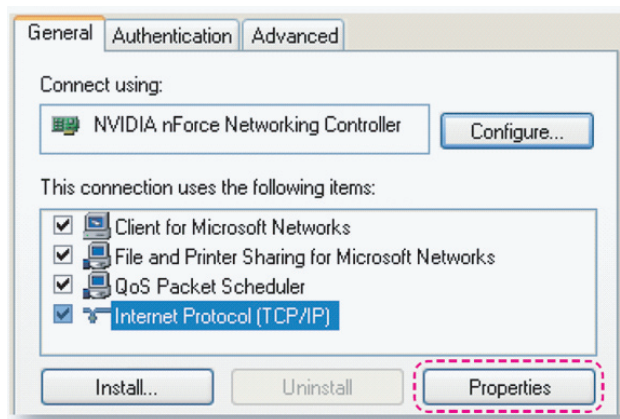 General Authentication Advanced
Connect using:
NVIDIA nForce Networking Controller Configure...
This connection uses the following items:
Client for Microsoft Networks
File and Printer Sharing for Microsoft Networks
QoS Packet Scheduler
Internet Protocol (TCP/IP)
Install... Uninstall Properties